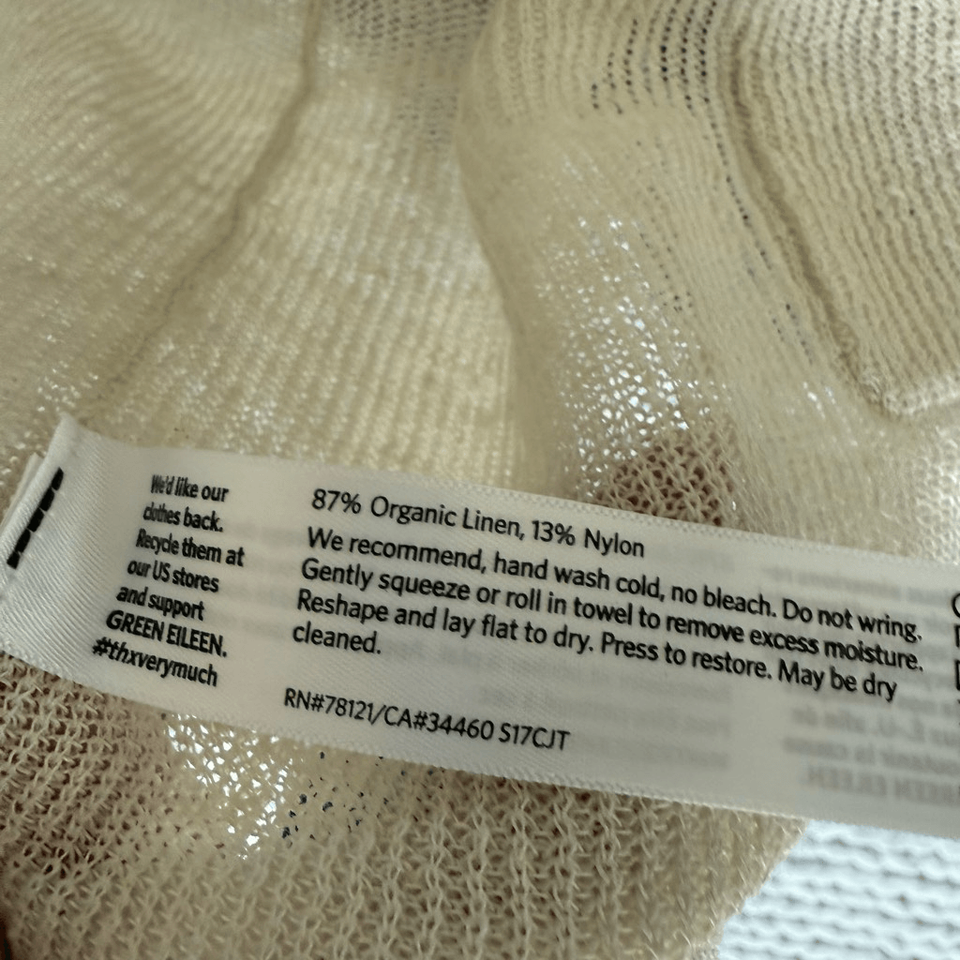 We'd like our
clothes back.
Recycle them at
our US stores
and support
GREEN EILEEN.
#thxverymuch
87% Organic Linen, 13% Nylon
We recommend, hand wash cold, no bleach. Do not wring.
Gently squeeze or roll in towel to remove excess moisture.
Reshape and lay flat to dry. Press to restore. May be dry
cleaned.
RN#78121/CA#34460 S17CJT